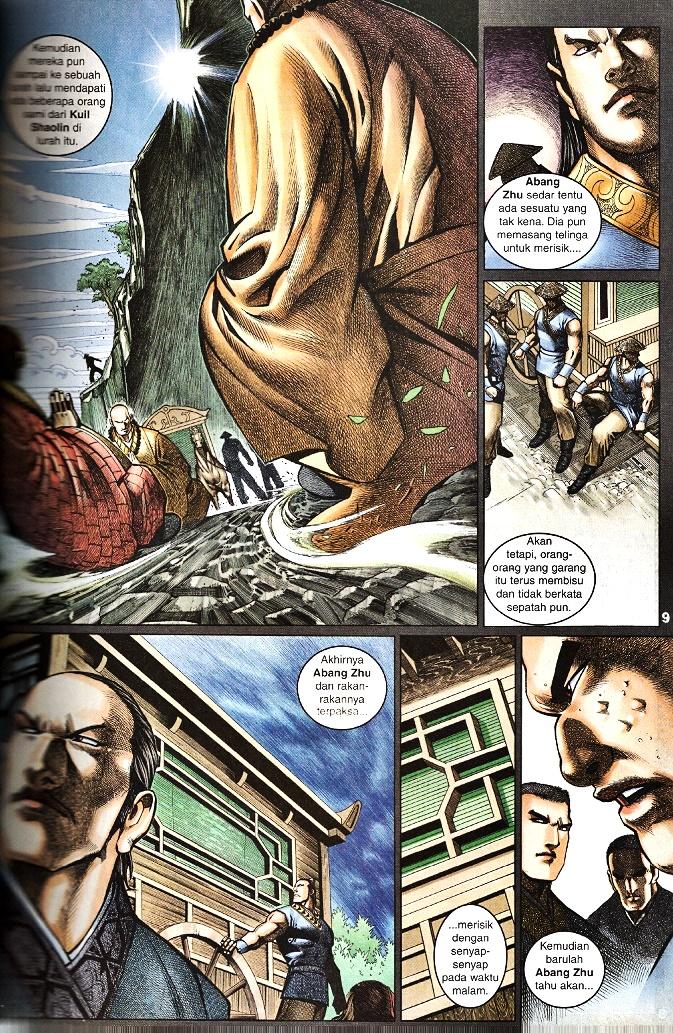 Kemudian
mereka pun
sampai ke sebuah
lurah lalu mendapati
ada beberapa orang
sami dari Kuil
Shaolin di
lurah itu.
Abang
Zhu sedar tentu
ada sesuatu yang
tak kena. Dia pun
memasang telinga
untuk merisik....
Akan
tetapi, orang-
orang yang garang
itu terus membisu
dan tidak berkata
sepatah pun.
9
Akhirnya
Abang Zhu
dan rakan-
rakannya
terpaksa...
...merisik
dengan
senyap-
senyap
pada waktu
malam.
Kemudian
barulah
Abang Zhu
tahu akan...